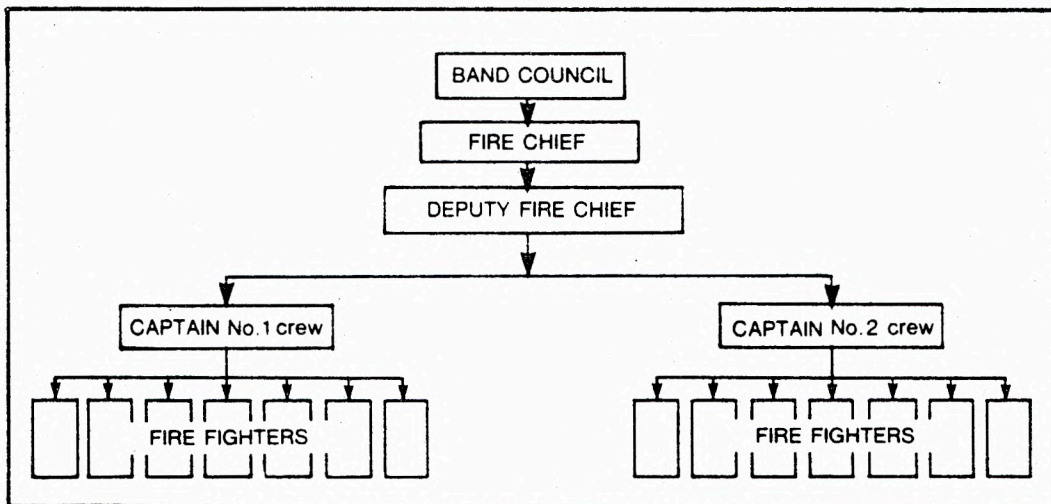 BAND COUNCIL
FIRE CHIEF
DEPUTY FIRE CHIEF
CAPTAIN No.1 crew
CAPTAIN No.2 crew
FIRE FIGHTERS
FIRE FIGHTERS